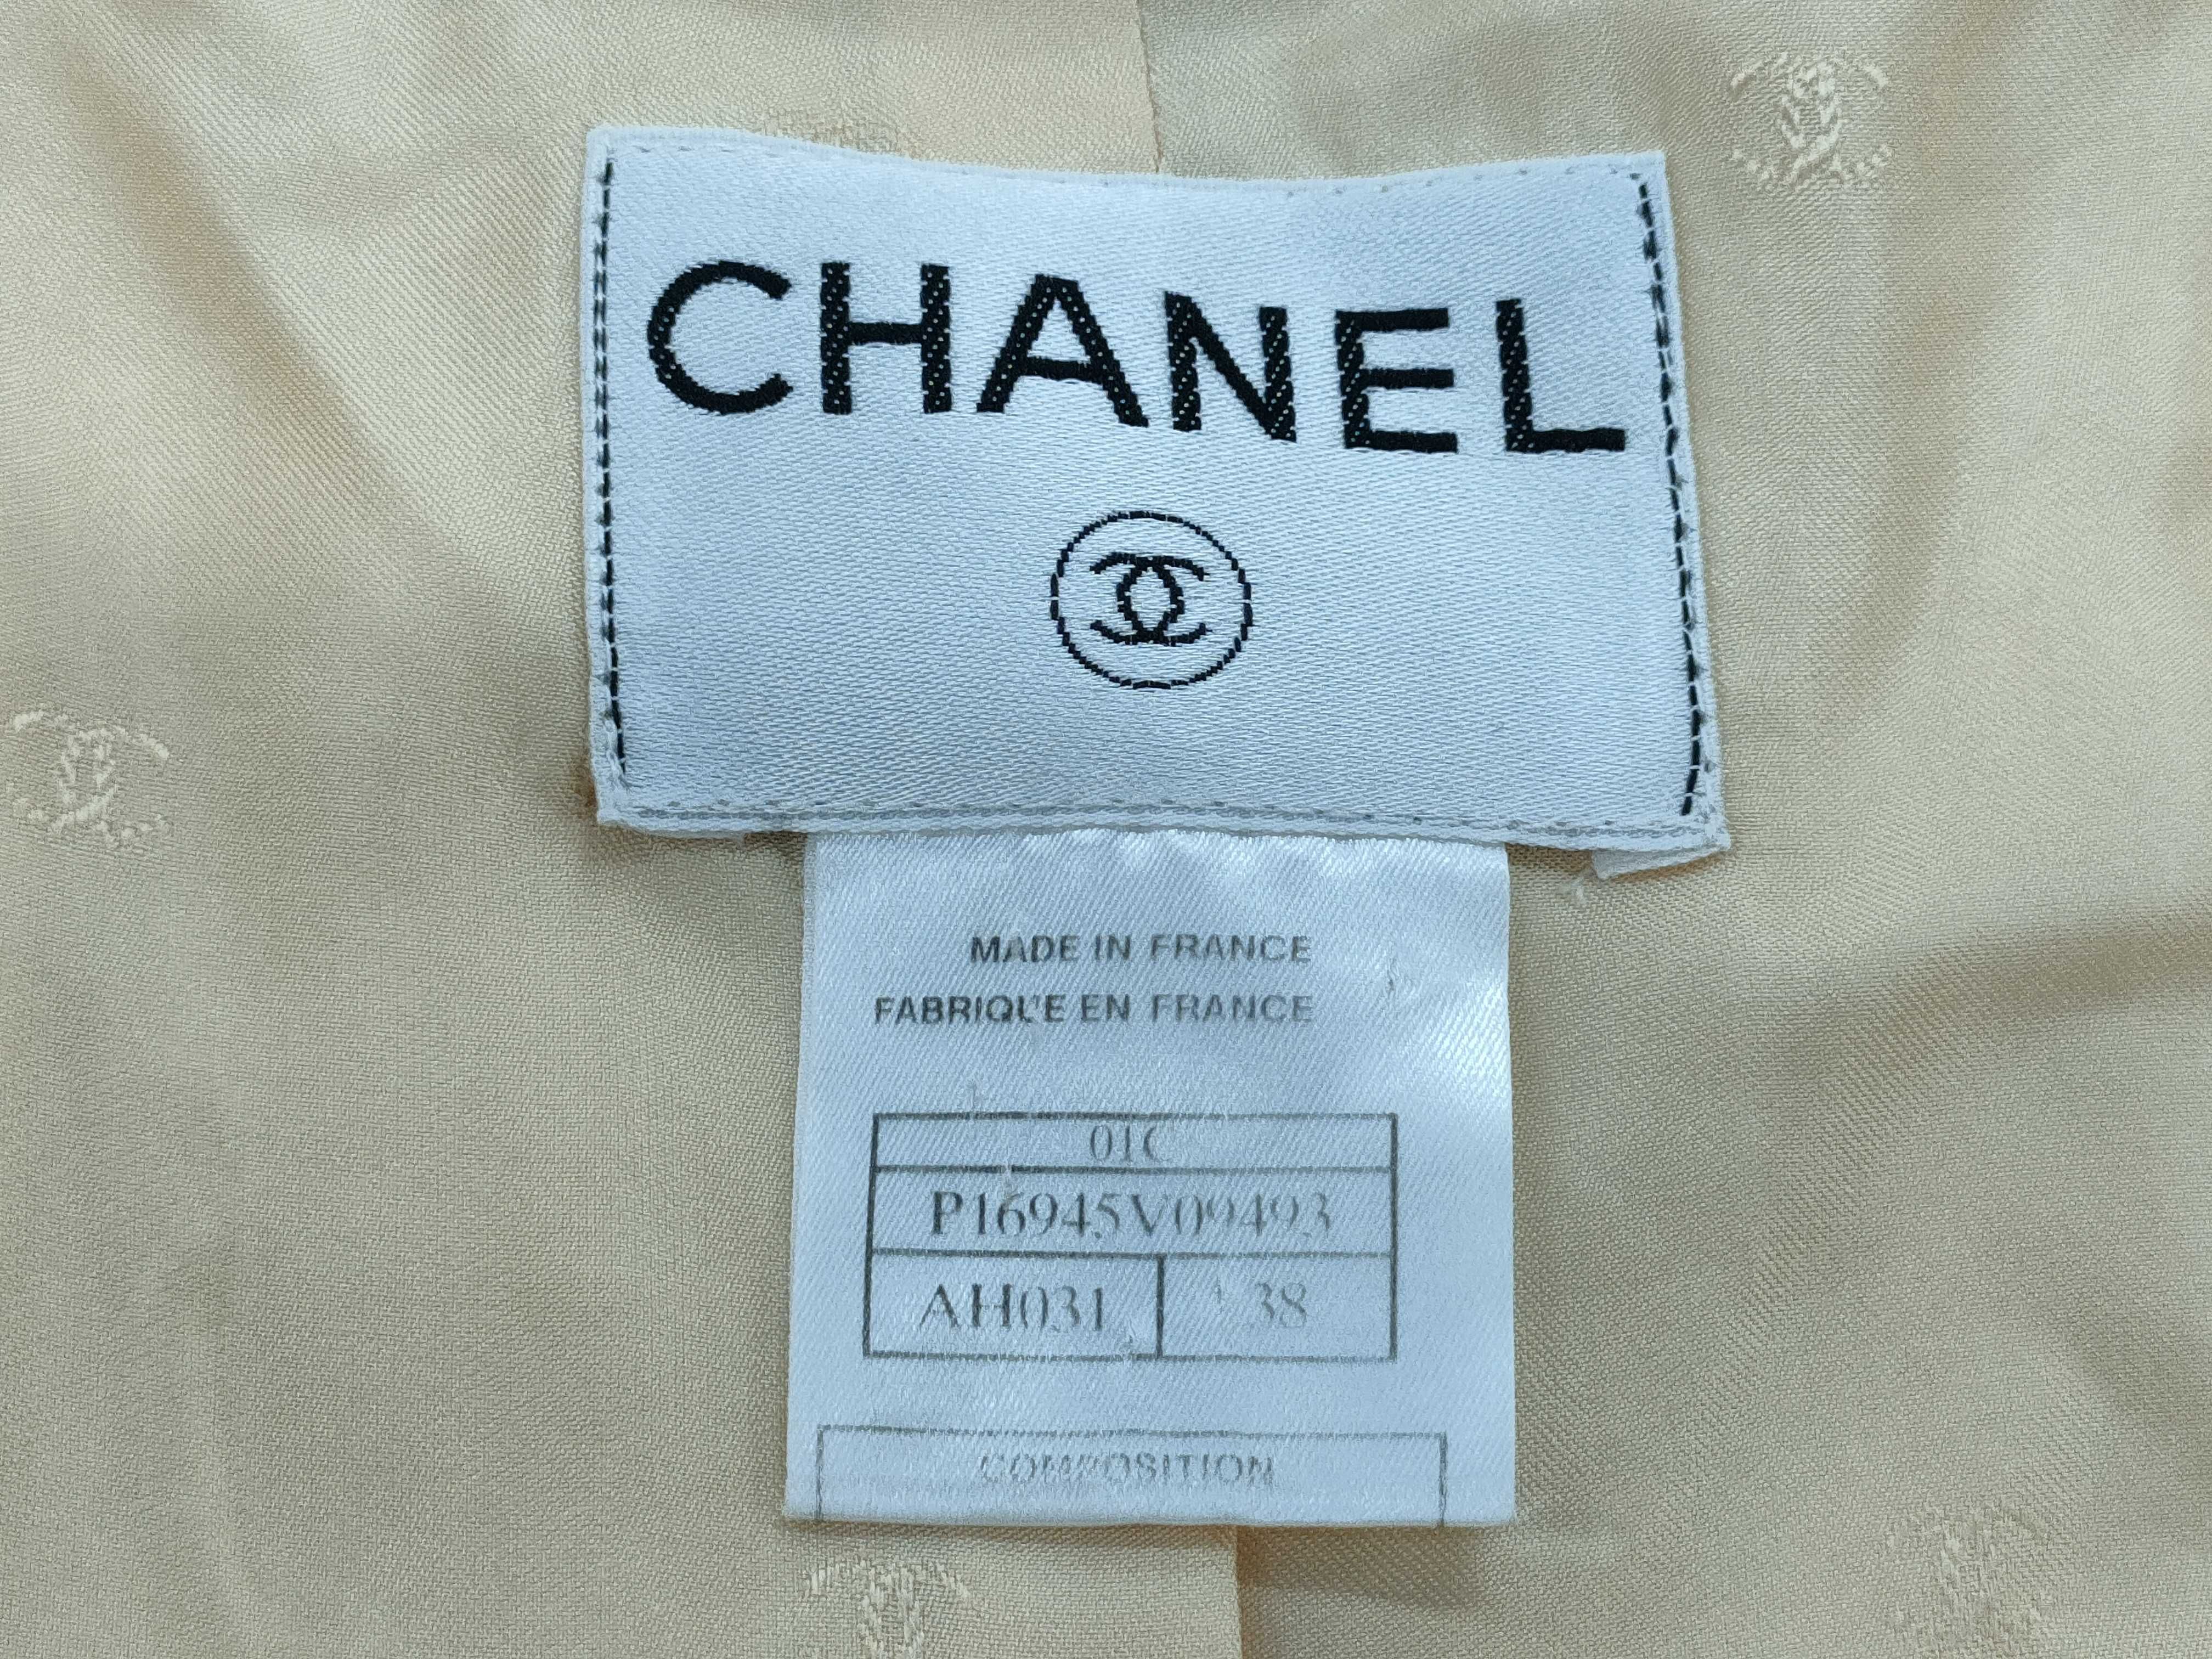 CHANEL
MADE IN FRANCE
FABRIQUE EN FRANCE
01C
P16945V09493
AH031 38
COMPOSITION